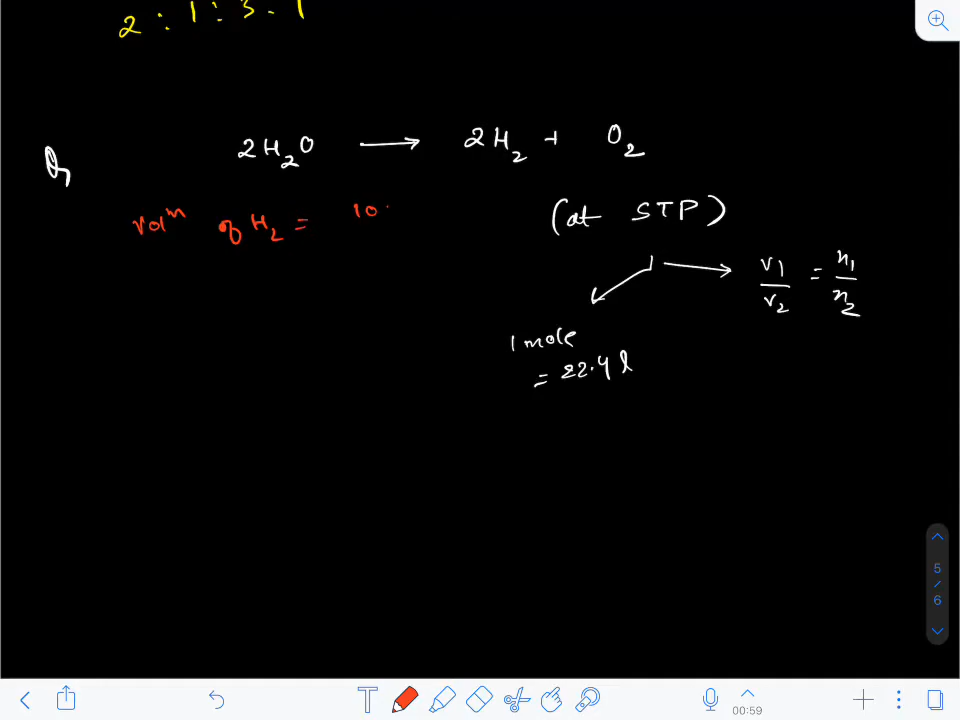 2 : 1 : 3 : 1
Q,
2H₂O ⟶ 2H₂ + O₂
volⁿ of H₂ = 10.
(at STP)
v1/v2 = n1/n2
1 mole
= 22.4 l
5
/
6
T
00:59